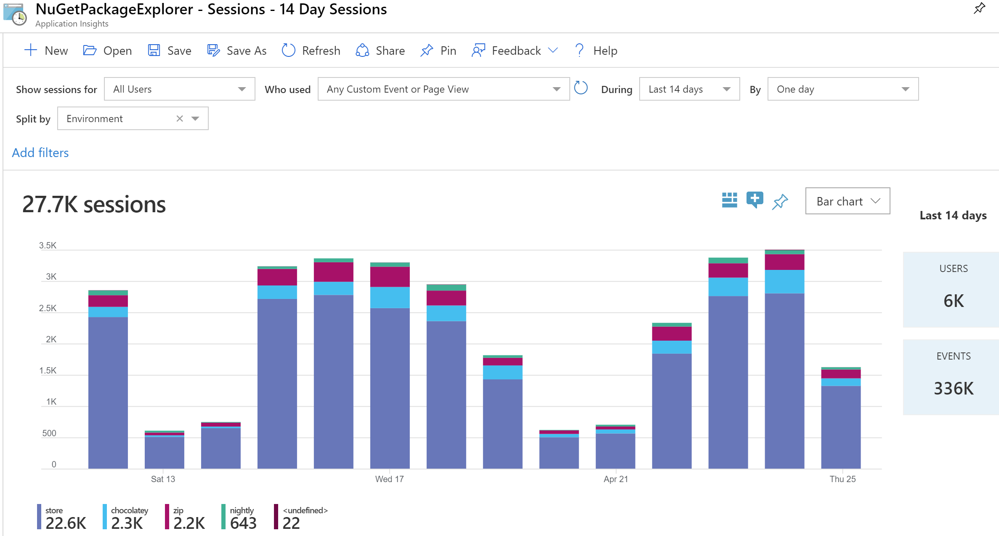 NuGetPackageExplorer - Sessions - 14 Day Sessions
Application Insights
New Open Save Save As Refresh Share Pin Feedback ? Help
Show sessions for All Users Who used Any Custom Event or Page View During Last 14 days By One day
Split by Environment
Add filters
27.7K sessions
Bar chart
Last 14 days
3.5K
3K
2.5K
2K
1.5K
1K
500
0
Sat 13 Wed 17 Apr 21 Thu 25
USERS
6K
EVENTS
336K
store chocolatey zip nightly <undefined>
22.6K 2.3K 2.2K 643 22